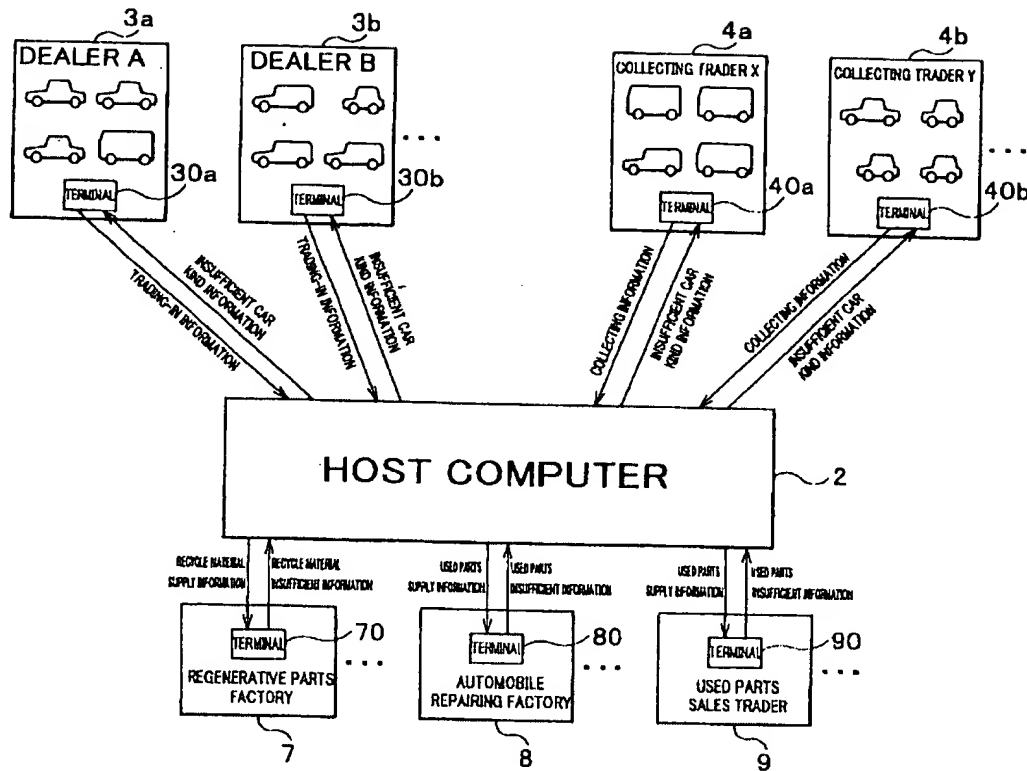 3a
3b
4a
4b
DEALER A
DEALER B
COLLECTING TRADER X
COLLECTING TRADER Y
...
...
TERMINAL
30a
TERMINAL
30b
TERMINAL
40a
TERMINAL
40b
INSUFFICIENT CAR
KIND INFORMATION
TRADING-IN INFORMATION
INSUFFICIENT CAR
KIND INFORMATION
TRADING-IN INFORMATION
COLLECTING INFORMATION
INSUFFICIENT CAR
KIND INFORMATION
COLLECTING INFORMATION
INSUFFICIENT CAR
KIND INFORMATION
HOST COMPUTER
2
RECYCLE MATERIAL
SUPPLY INFORMATION
RECYCLE MATERIAL
INSUFFICIENT INFORMATION
USED PARTS
SUPPLY INFORMATION
USED PARTS
INSUFFICIENT INFORMATION
USED PARTS
SUPPLY INFORMATION
USED PARTS
INSUFFICIENT INFORMATION
TERMINAL
70
REGENERATIVE PARTS
FACTORY
...
7
TERMINAL
80
AUTOMOBILE
REPAIRING FACTORY
...
8
TERMINAL
90
USED PARTS
SALES TRADER
...
9